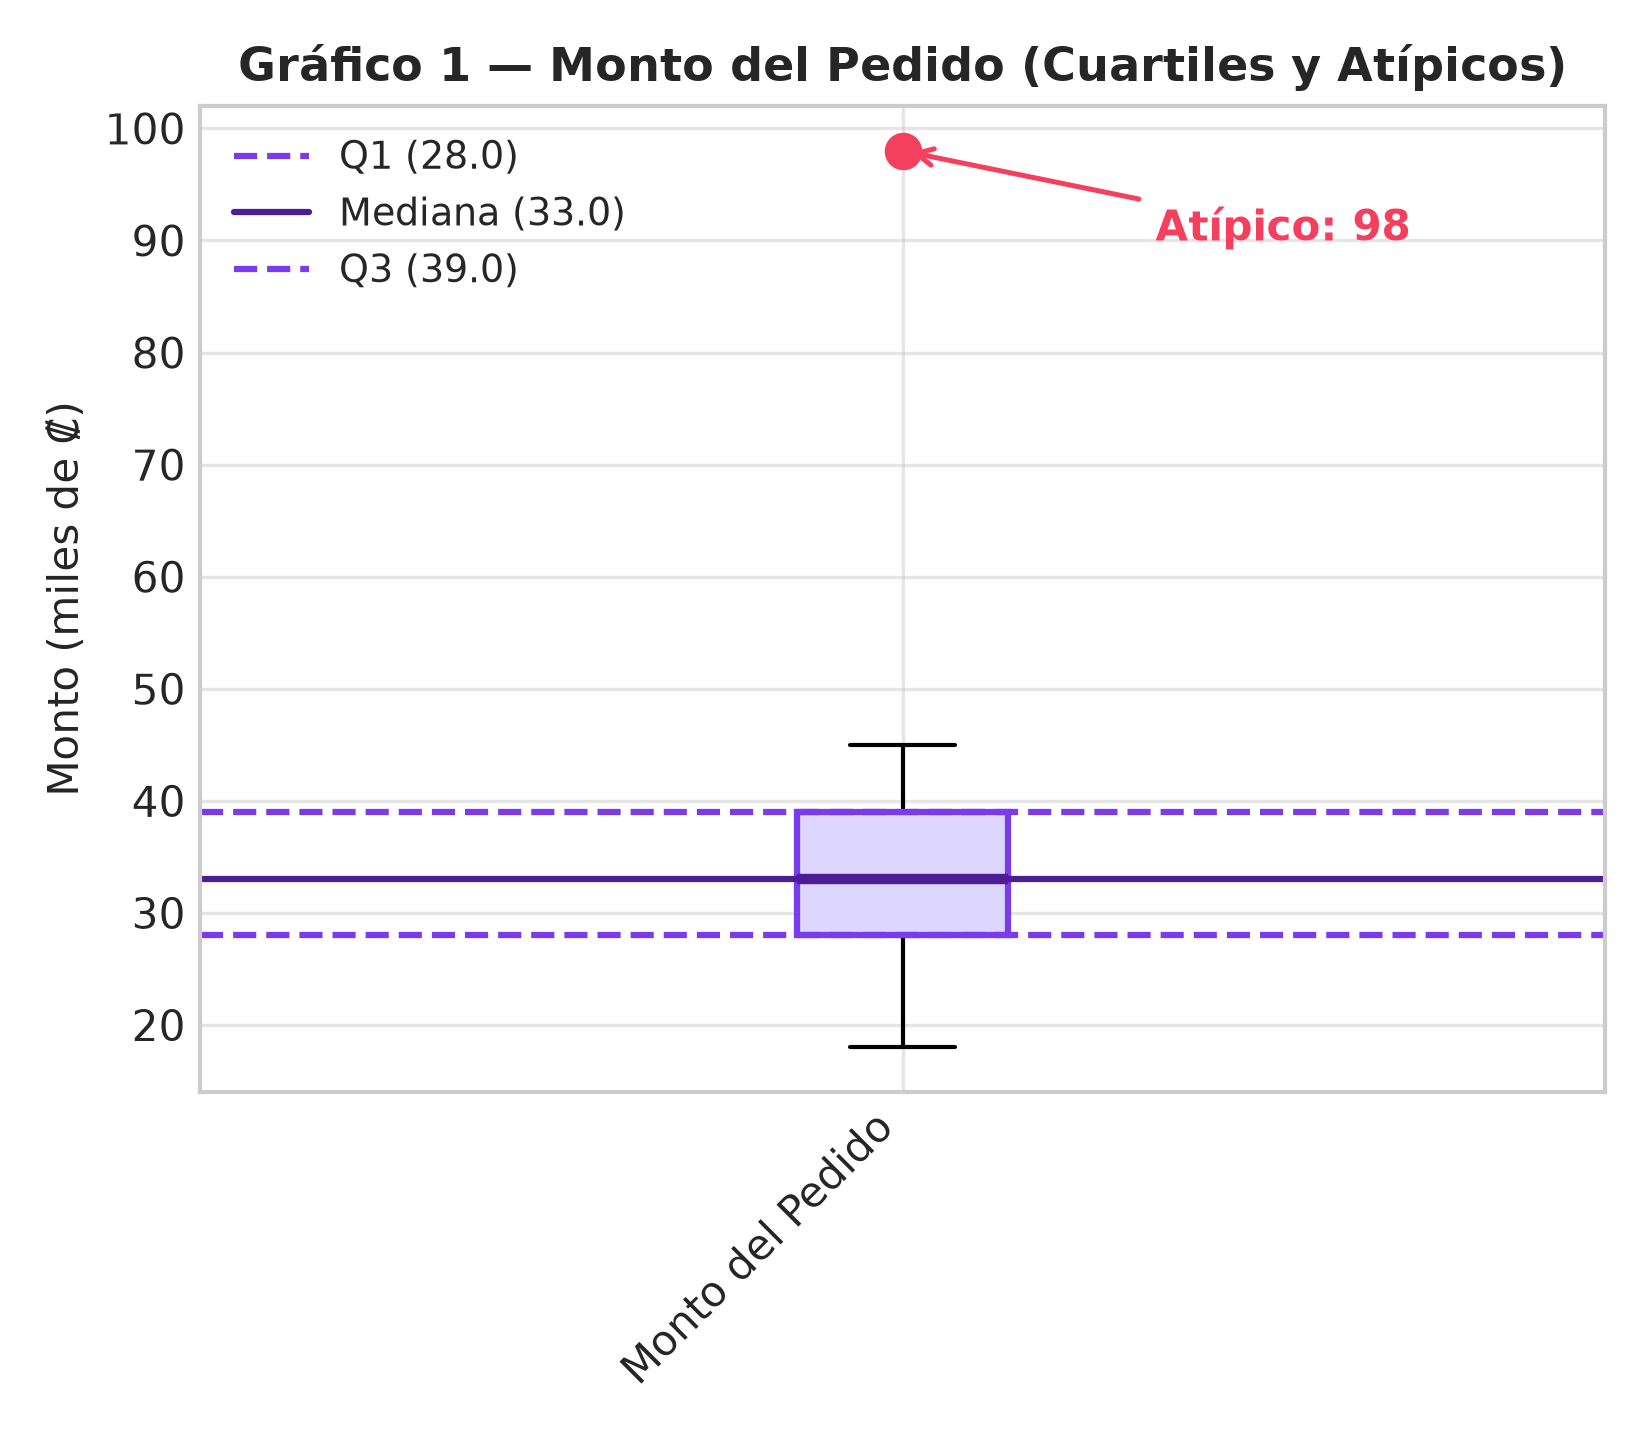 Gráfico 1 — Monto del Pedido (Cuartiles y Atípicos)
Q1 (28.0)
Mediana (33.0)
Q3 (39.0)
Atípico: 98
Monto (miles de ₡)
100
90
80
70
60
50
40
30
20
Monto del Pedido